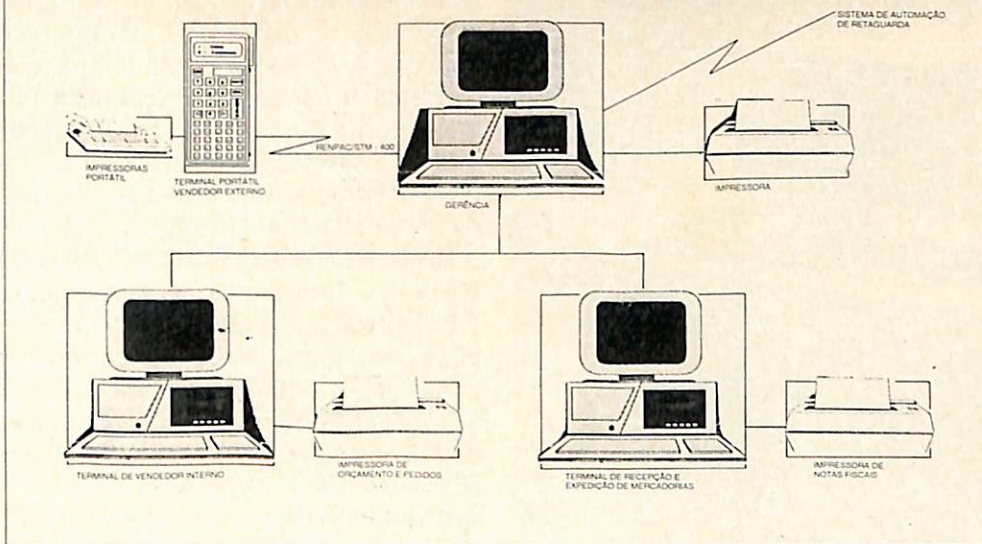 SISTEMA DE AUTOMAÇÃO
DE RETAGUARDA
RENPAC/STM - 400
IMPRESSORAS
PORTÁTIL
TERMINAL PORTÁTIL
VENDEDOR EXTERNO
GERÊNCIA
IMPRESSORA
TERMINAL DE VENDEDOR INTERNO
IMPRESSORA DE
ORÇAMENTO E PEDIDOS
TERMINAL DE RECEPÇÃO E
EXPEDIÇÃO DE MERCADORIAS
IMPRESSORA DE
NOTAS FISCAIS